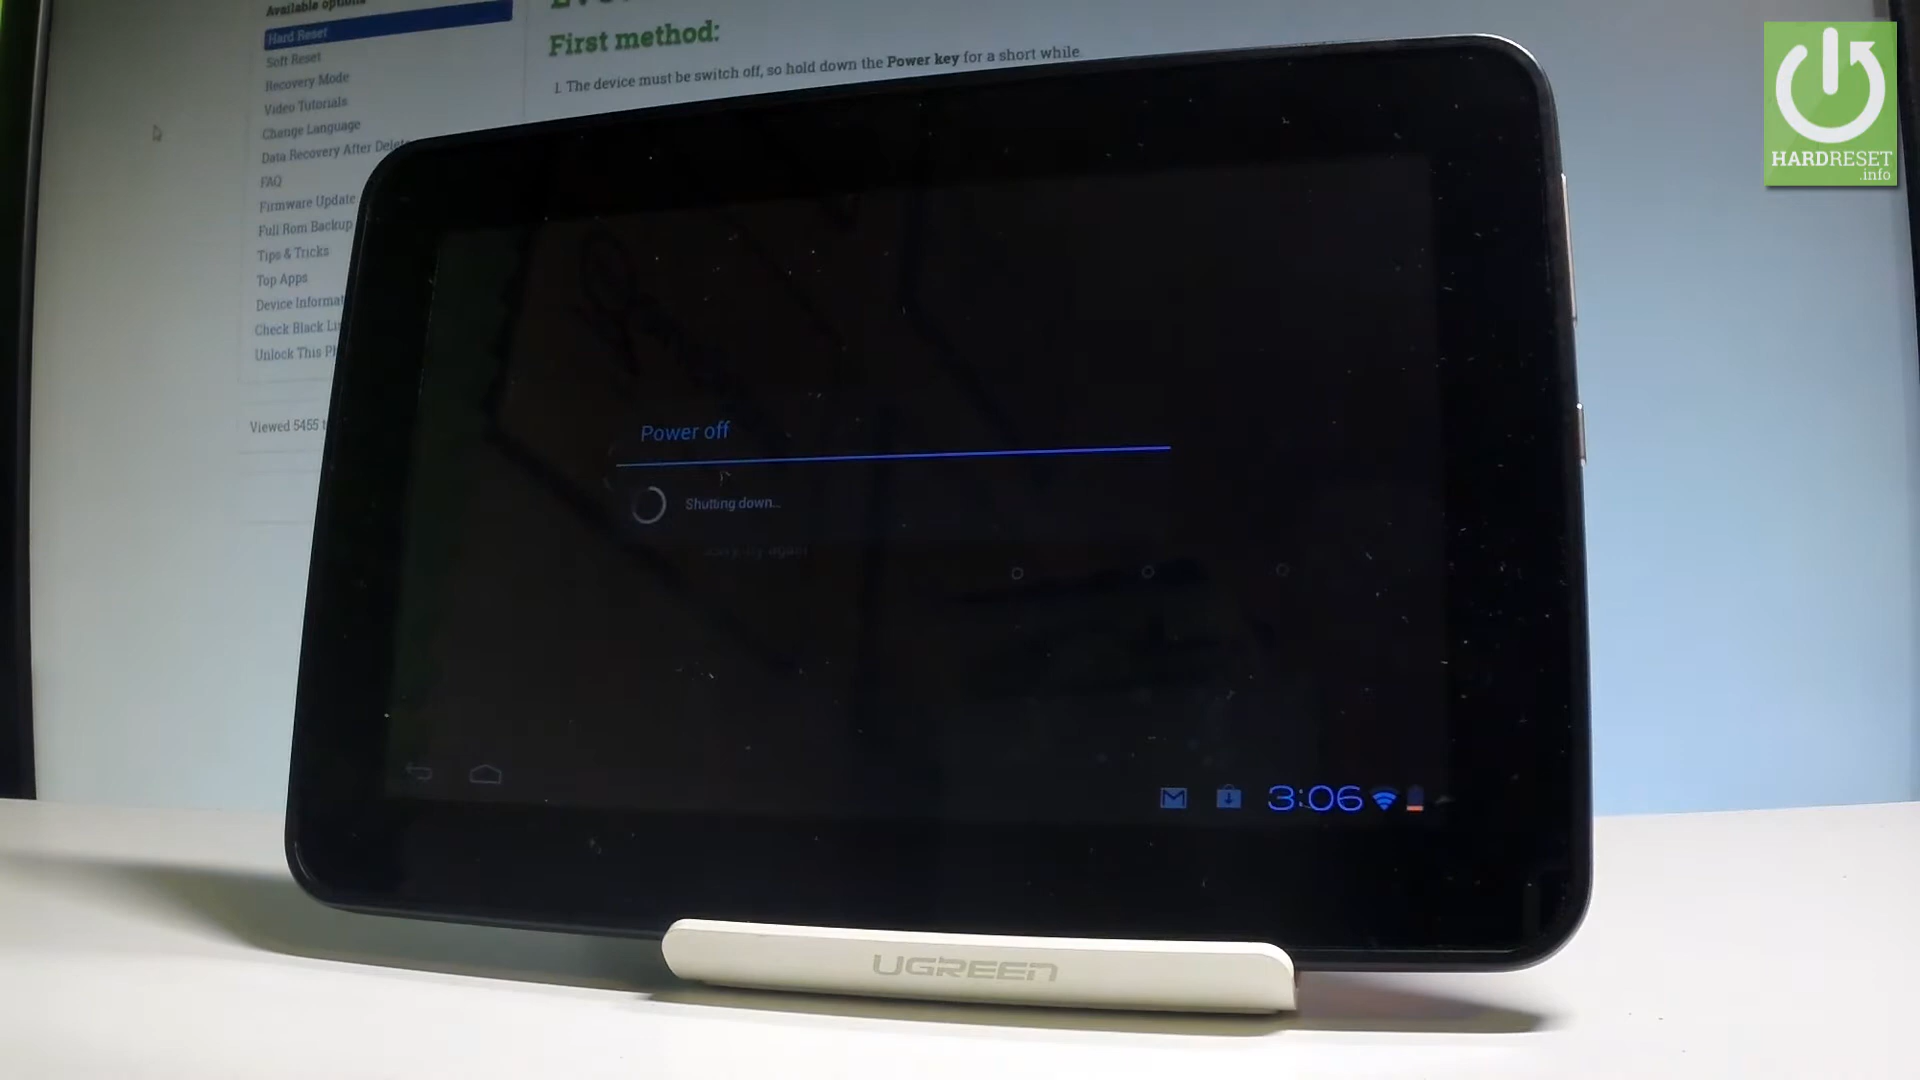 Available options
Hard Reset
Soft Reset
Recovery Mode
Video Tutorials
Change Language
Data Recovery After Delete
FAQ
Firmware Update
Full Rom Backup
Tips & Tricks
Top Apps
Device Informat
Check Black Li
Unlock This Ph
Viewed 5455
First method:
1. The device must be switch off, so hold down the Power key for a short while.
HARDRESET
.info
Power off
Shutting down...
try again
3:06
UGREEN